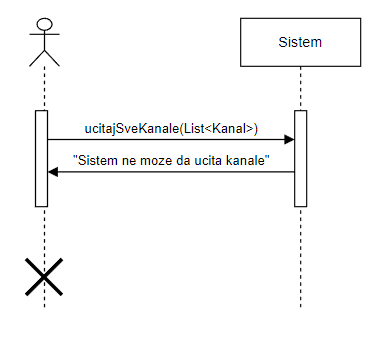 Sistem
ucitajSveKanale(List<Kanal>)
"Sistem ne moze da ucita kanale"